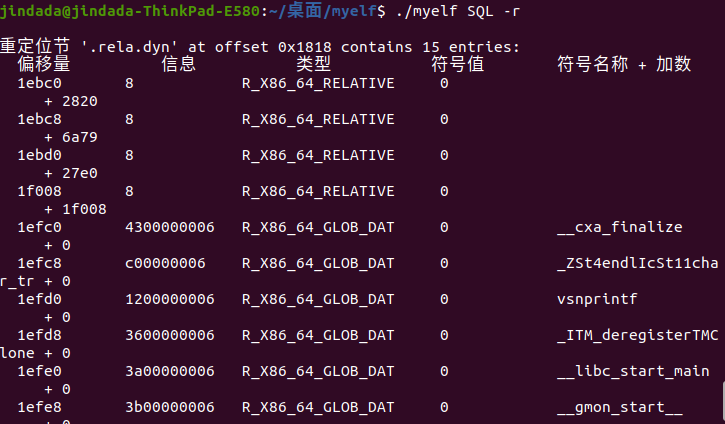 jindada@jindada-ThinkPad-E580:~/桌面/myelf$ ./myelf SQL -r
重定位节 '.rela.dyn' at offset 0x1818 contains 15 entries:
偏移量 信息 类型 符号值 符号名称 + 加数
1ebc0 8 R_X86_64_RELATIVE 0
+ 2820
1ebc8 8 R_X86_64_RELATIVE 0
+ 6a79
1ebd0 8 R_X86_64_RELATIVE 0
+ 27e0
1f008 8 R_X86_64_RELATIVE 0
+ 1f008
1efc0 4300000006 R_X86_64_GLOB_DAT 0 __cxa_finalize
+ 0
1efc8 c00000006 R_X86_64_GLOB_DAT 0 _ZSt4endlIcSt11cha
r_tr + 0
1efd0 1200000006 R_X86_64_GLOB_DAT 0 vsnprintf
+ 0
1efd8 3600000006 R_X86_64_GLOB_DAT 0 _ITM_deregisterTMC
lone + 0
1efe0 3a00000006 R_X86_64_GLOB_DAT 0 __libc_start_main
+ 0
1efe8 3b00000006 R_X86_64_GLOB_DAT 0 __gmon_start__
+ 0